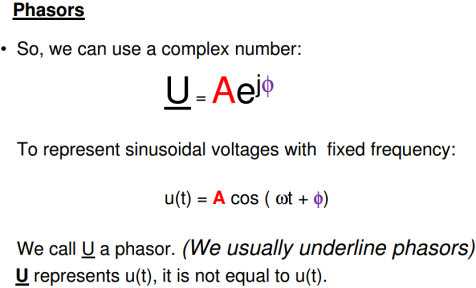 Phasors
• So, we can use a complex number:
U = Ae^jϕ
To represent sinusoidal voltages with fixed frequency:
u(t) = A cos ( ωt + ϕ)
We call U a phasor. (We usually underline phasors)
U represents u(t), it is not equal to u(t).